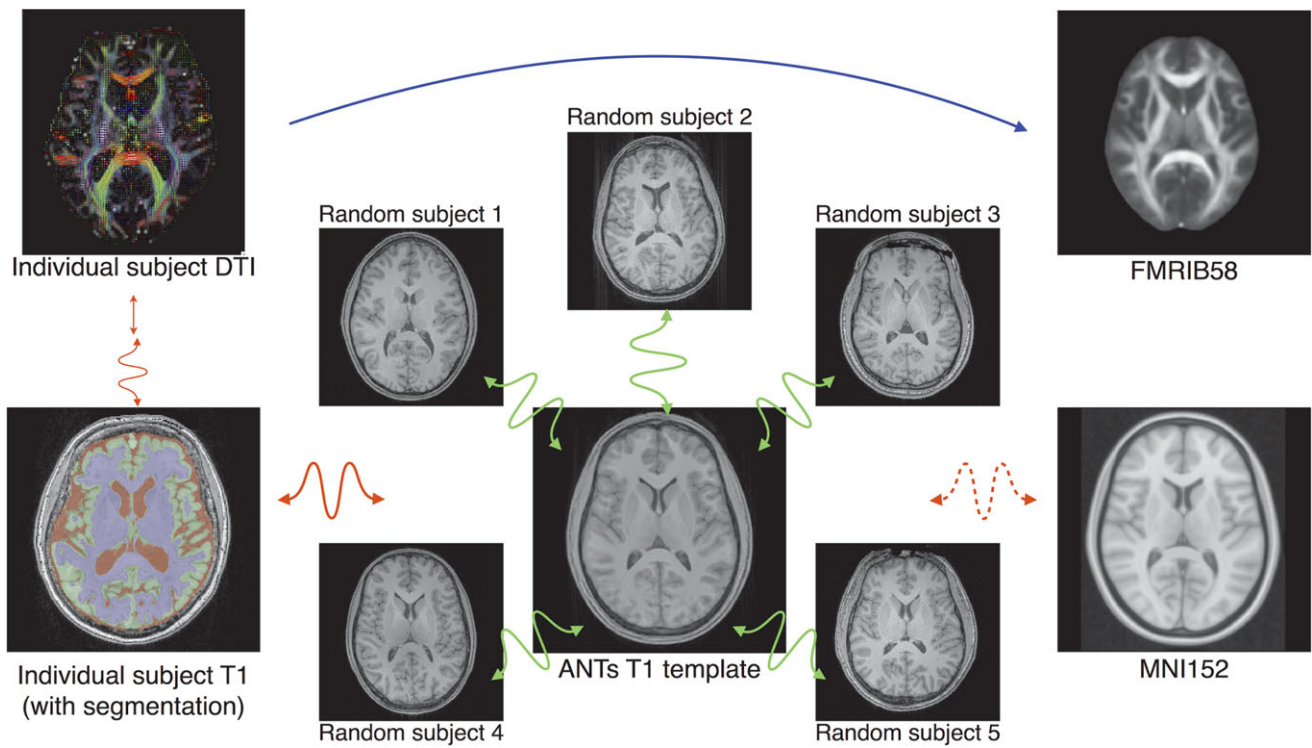 Random subject 2
Random subject 1
Random subject 3
Individual subject DTI
FMRIB58
Individual subject T1
(with segmentation)
ANTs T1 template
MNI152
Random subject 4
Random subject 5